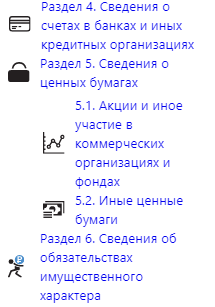 Раздел 4. Сведения о
счетах в банках и иных
кредитных организациях
Раздел 5. Сведения о
ценных бумагах
5.1. Акции и иное
участие в
коммерческих
организациях и
фондах
5.2. Иные ценные
бумаги
Раздел 6. Сведения об
обязательствах
имущественного
характера